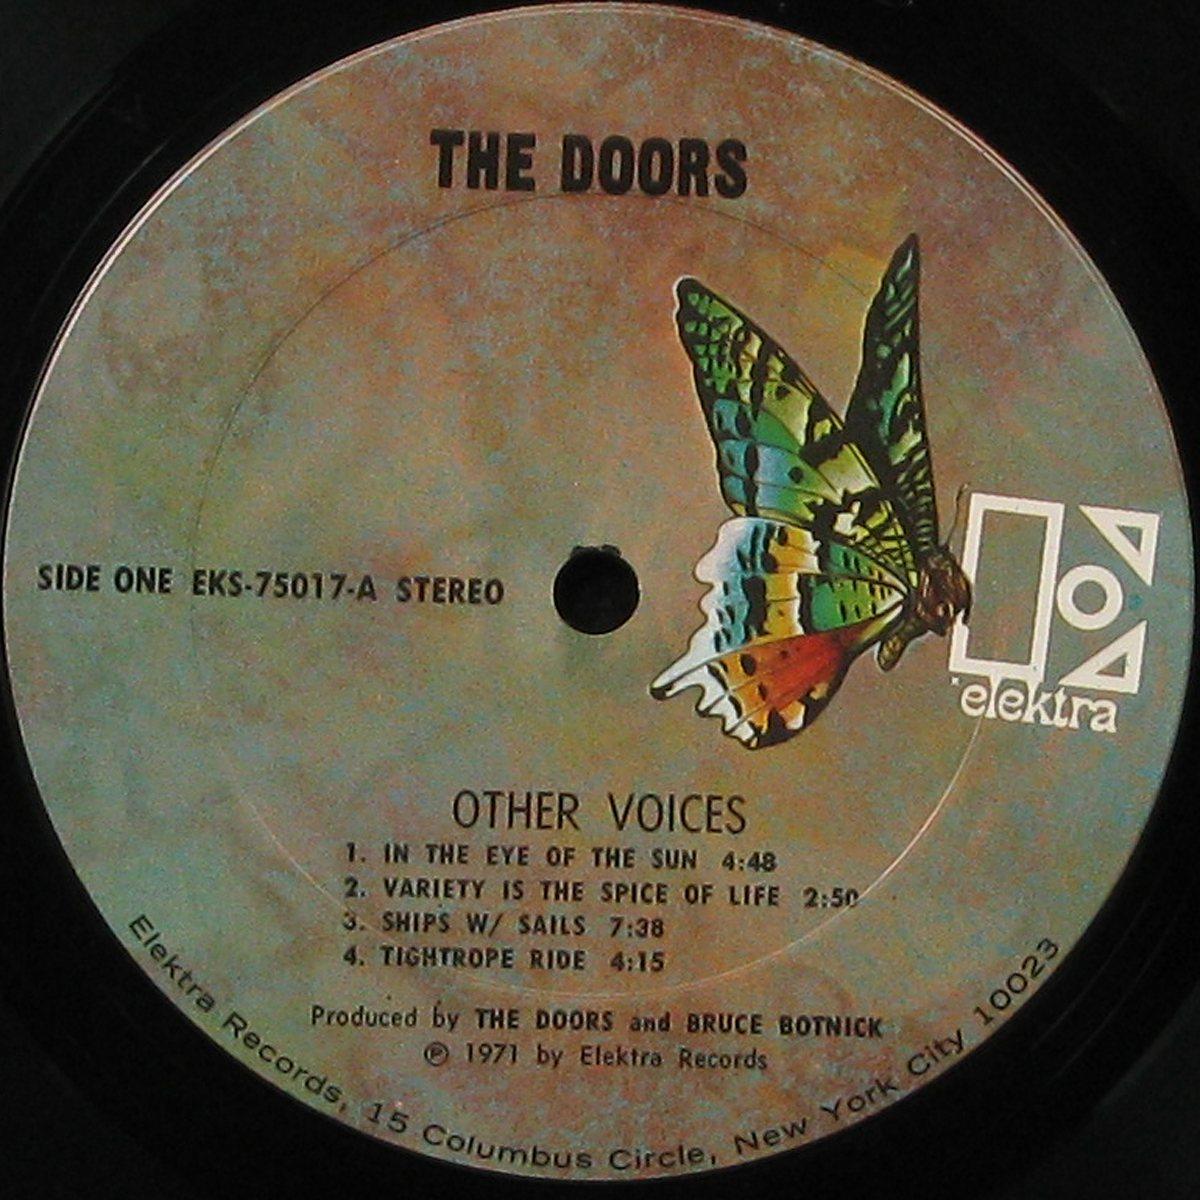 THE DOORS
SIDE ONE EKS-75017-A STEREO
elektra
OTHER VOICES
1. IN THE EYE OF THE SUN 4:48
2. VARIETY IS THE SPICE OF LIFE 2:50
3. SHIPS W/ SAILS 7:38
4. TIGHTROPE RIDE 4:15
Produced by THE DOORS and BRUCE BOTNICK
℗ 1971 by Elektra Records
Elektra Records, 15 Columbus Circle, New York City 10023